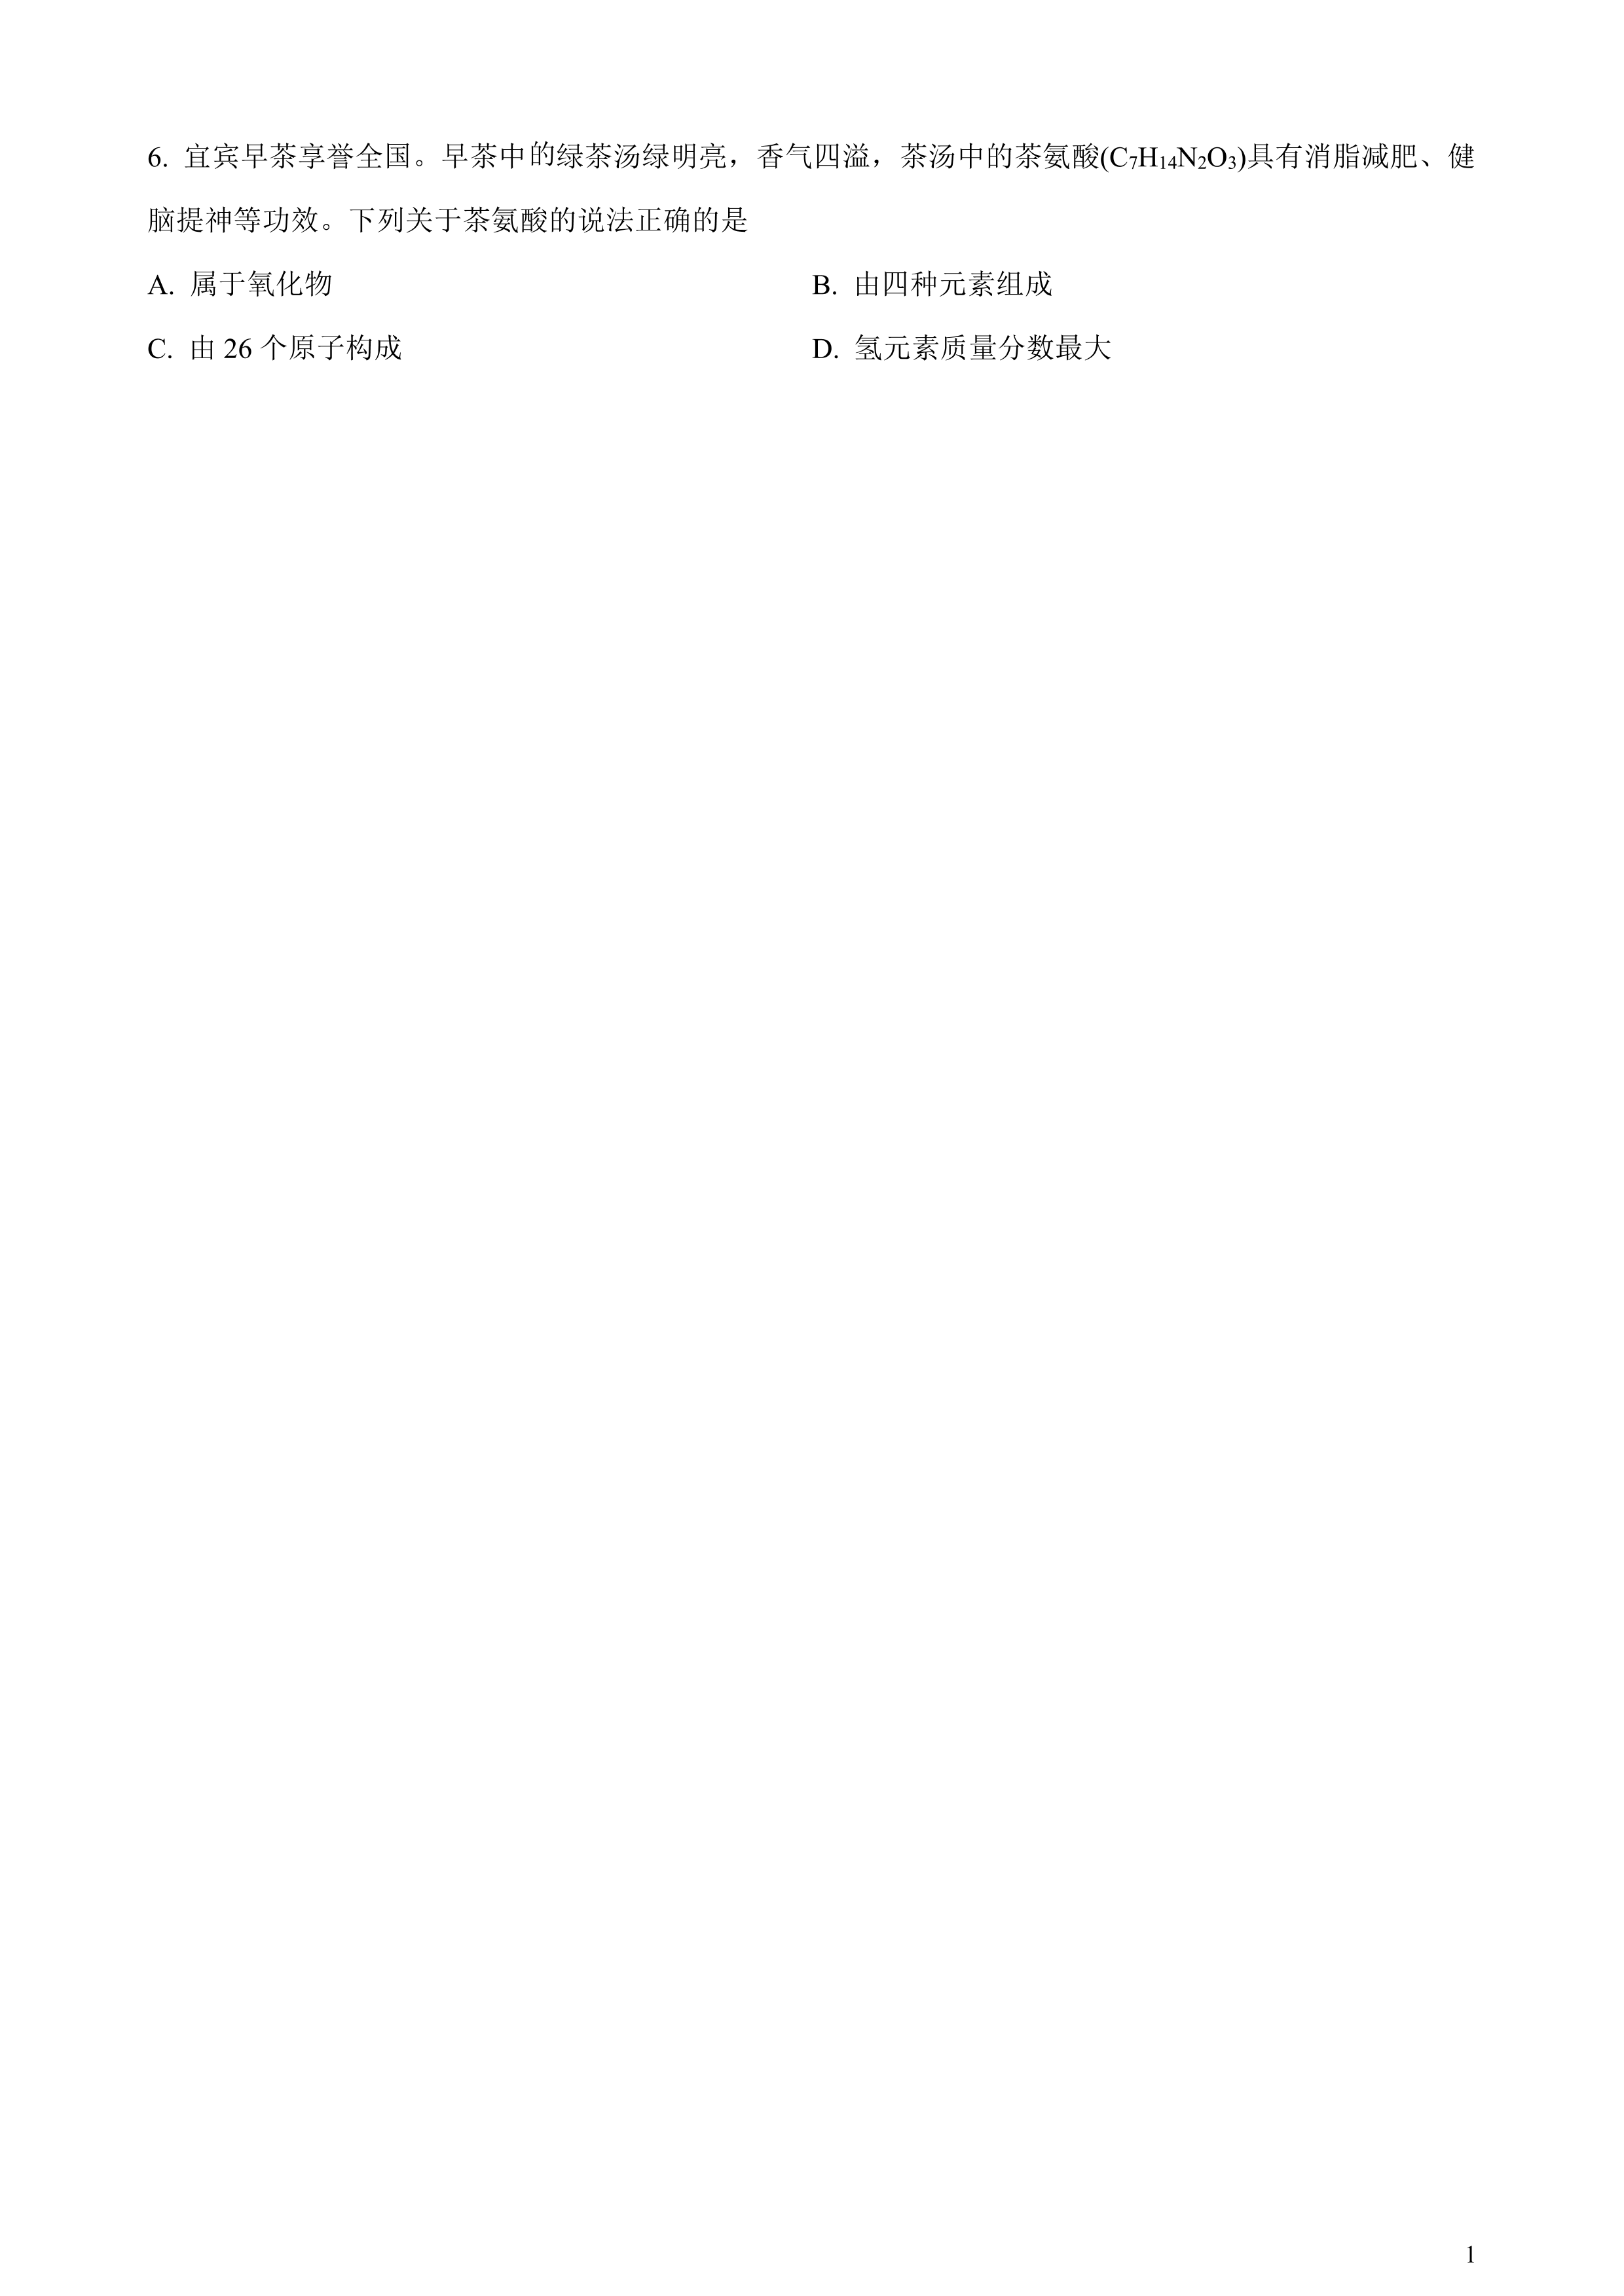 6. 宜宾早茶享誉全国。早茶中的绿茶汤绿明亮，香气四溢，茶汤中的茶氨酸(C₇H₁₄N₂O₃)具有消脂减肥、健
脑提神等功效。下列关于茶氨酸的说法正确的是
A. 属于氧化物 B. 由四种元素组成
C. 由 26 个原子构成 D. 氢元素质量分数最大
1